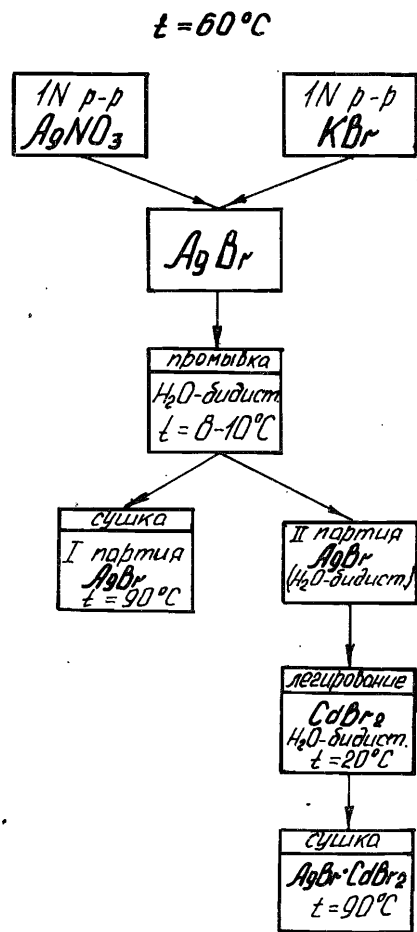 t = 60°C
1N р-р
AgNO₃
1N р-р
KBr
AgBr
промывка
H₂O-бидист.
t = 8-10°C
сушка
I партия
AgBr
t = 90°C
II партия
AgBr
(H₂O-бидист.)
легирование
CdBr₂
H₂O-бидист.
t = 20°C
сушка
AgBr·CdBr₂
t = 90°C